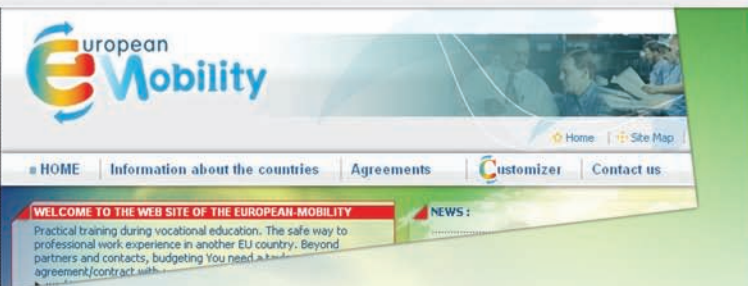 European
Mobility
Home | Site Map |
HOME | Information about the countries | Agreements | Customizer | Contact us
WELCOME TO THE WEB SITE OF THE EUROPEAN-MOBILITY
NEWS :
Practical training during vocational education. The safe way to
professional work experience in another EU country. Beyond
partners and contacts, budgeting You need a
agreement/contract with